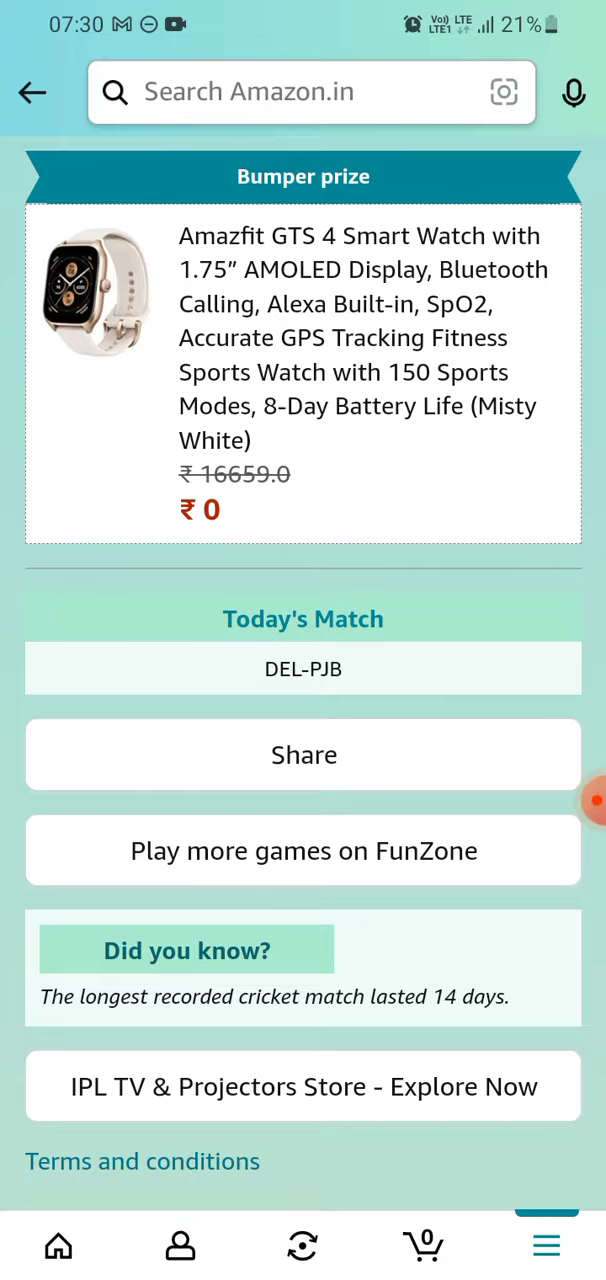 07:30
Vo)) LTE
LTE1
21%
Search Amazon.in
Bumper prize
Amazfit GTS 4 Smart Watch with
1.75” AMOLED Display, Bluetooth
Calling, Alexa Built-in, SpO2,
Accurate GPS Tracking Fitness
Sports Watch with 150 Sports
Modes, 8-Day Battery Life (Misty
White)
₹ 16659.0
₹ 0
Today's Match
DEL-PJB
Share
Play more games on FunZone
Did you know?
The longest recorded cricket match lasted 14 days.
IPL TV & Projectors Store - Explore Now
Terms and conditions
0